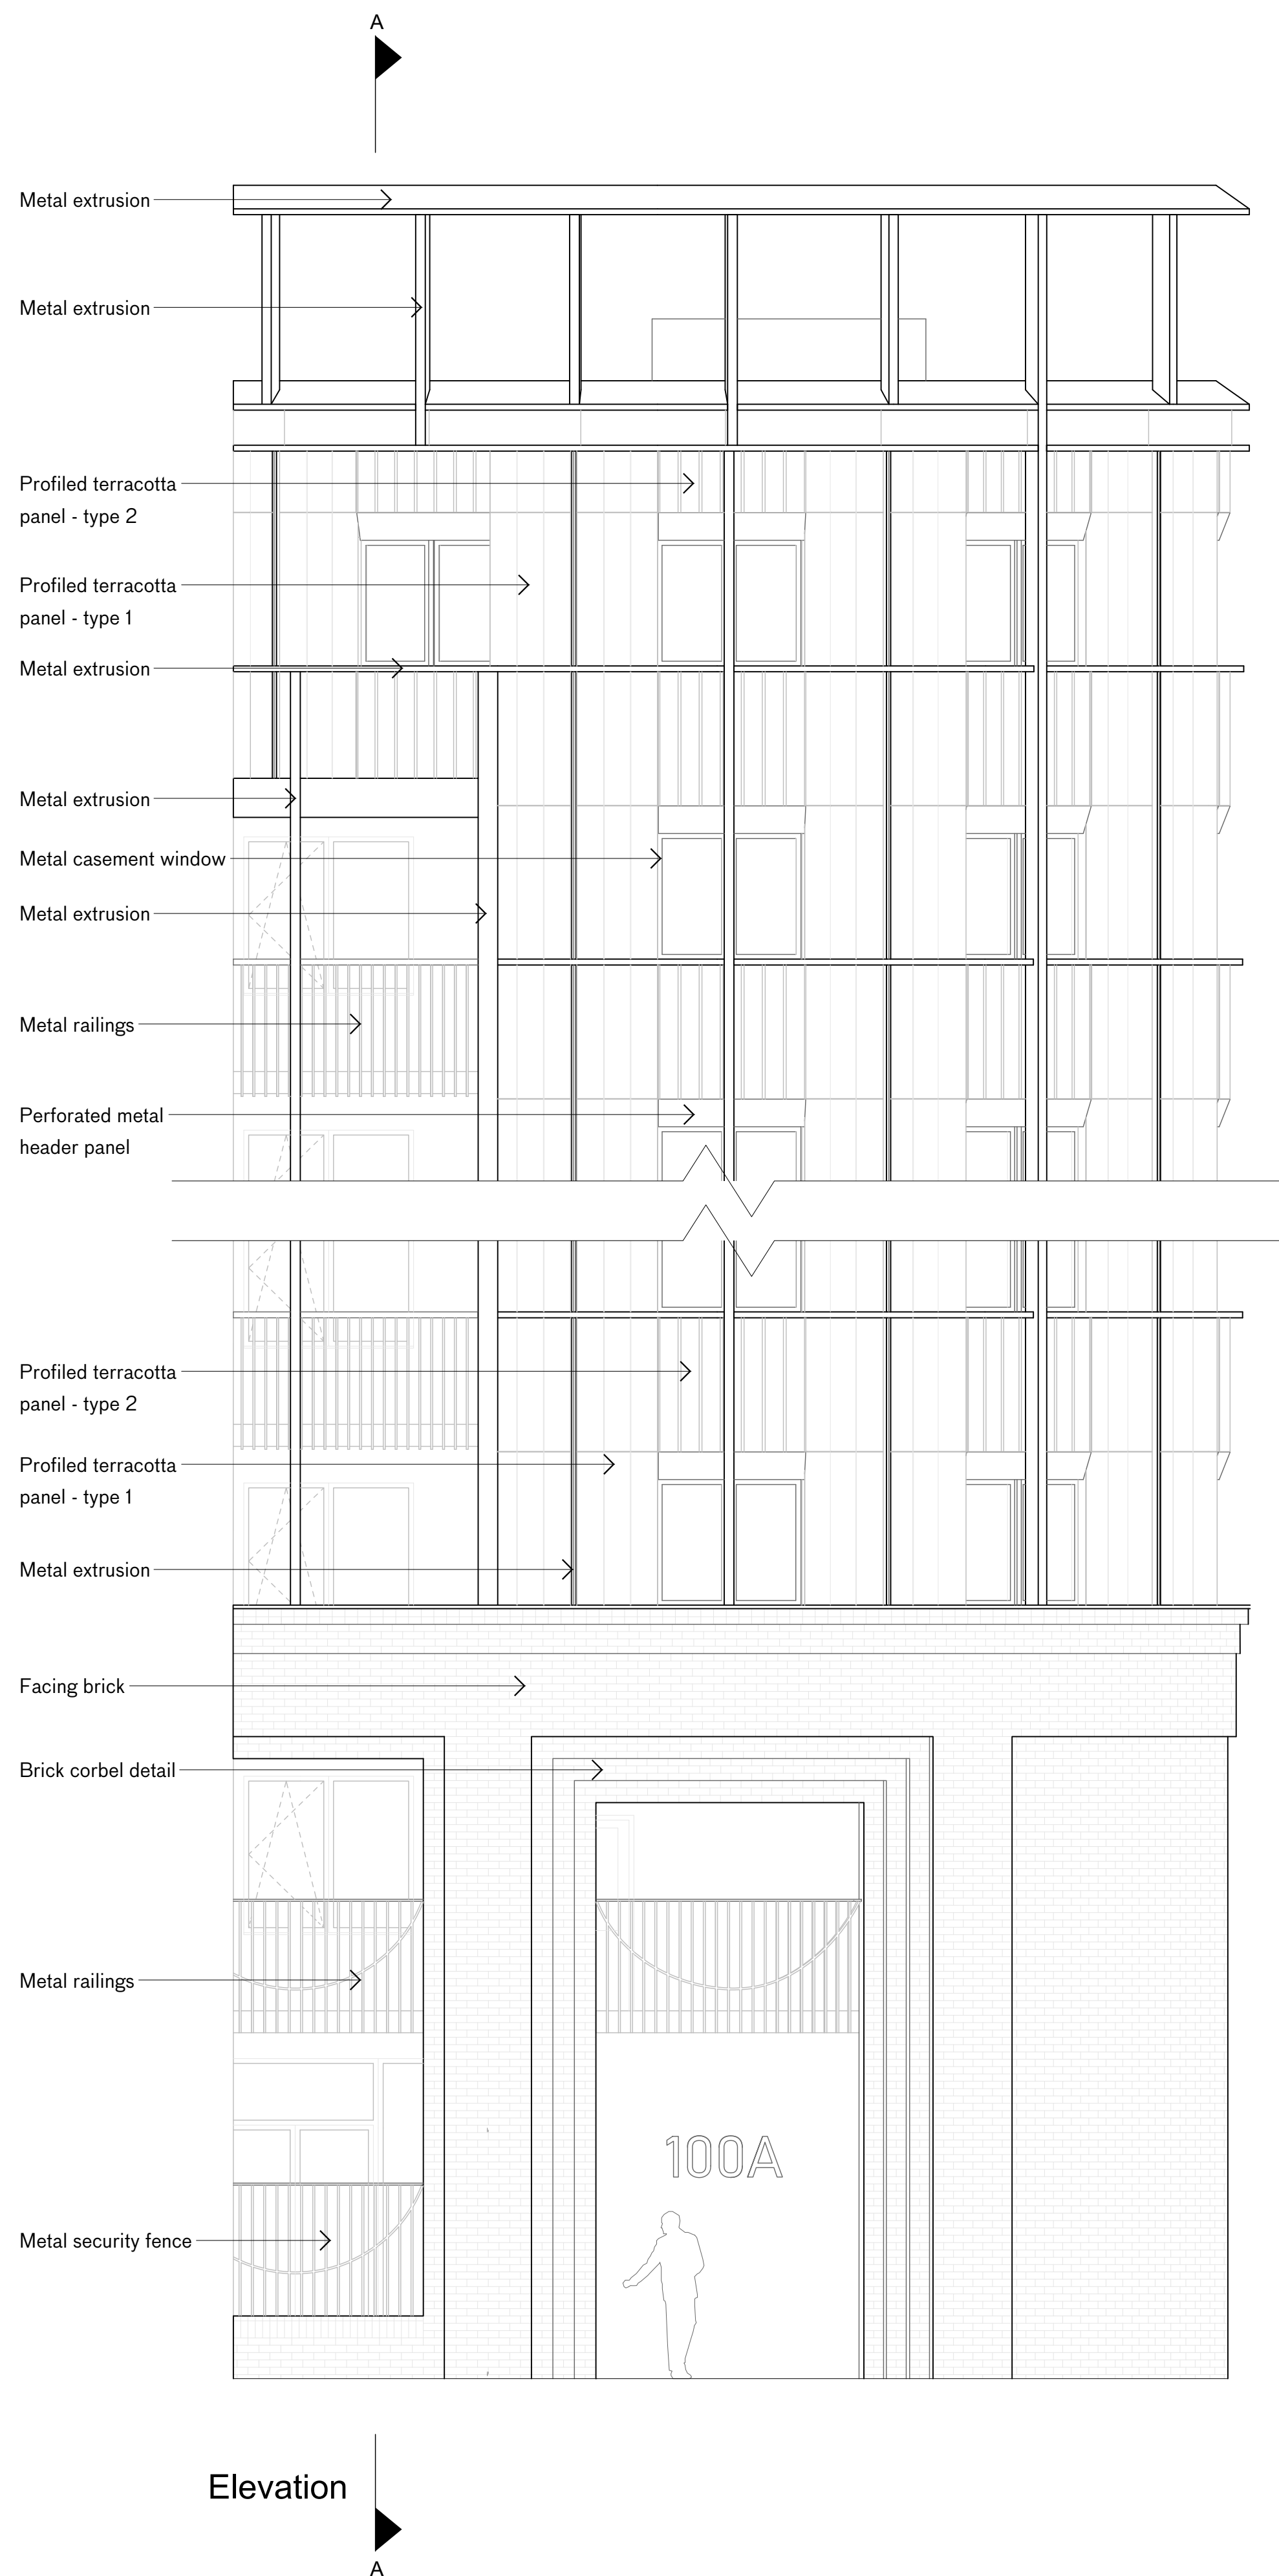 A
Metal extrusion
Metal extrusion
Profiled terracotta
panel - type 2
Profiled terracotta
panel - type 1
Metal extrusion
Metal extrusion
Metal casement window
Metal extrusion
Metal railings
Perforated metal
header panel
Profiled terracotta
panel - type 2
Profiled terracotta
panel - type 1
Metal extrusion
Facing brick
Brick corbel detail
Metal railings
100A
Metal security fence
Elevation
A